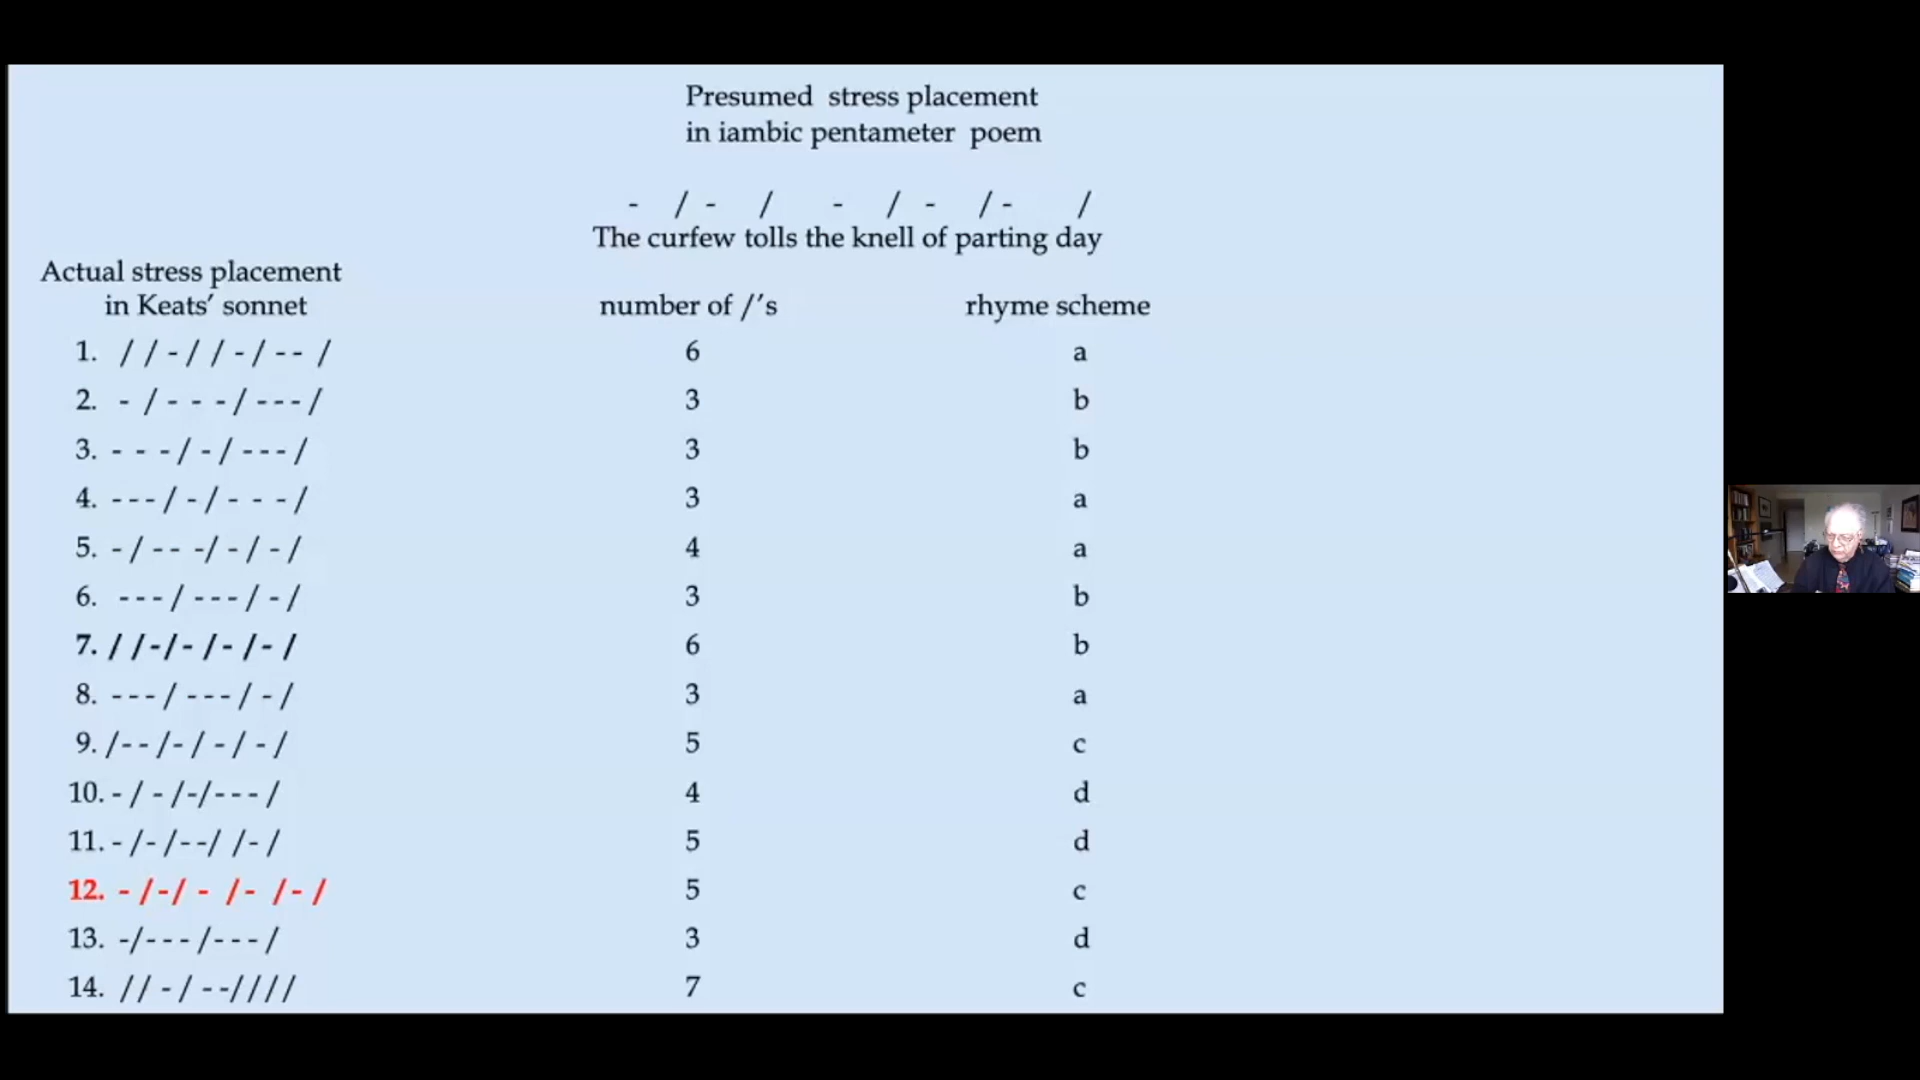 Presumed stress placement
in iambic pentameter poem
- / - / - / - / - /
The curfew tolls the knell of parting day
Actual stress placement
in Keats' sonnet number of /'s rhyme scheme
1. / / - / / - / - - / 6 a
2. - / - - - / - - - / 3 b
3. - - - / - / - - - / 3 b
4. - - - / - / - - - / 3 a
5. - / - - - / - / - / 4 a
6. - - - / - - - / - / 3 b
7. / / - / - / - / - / 6 b
8. - - - / - - - / - / 3 a
9. / - - / - / - / - / 5 c
10. - / - / - / - - - / 4 d
11. - / - / - - / / - / 5 d
12. - / - / - / - / - / 5 c
13. - / - - - / - - - / 3 d
14. / / - / - - / / / / 7 c